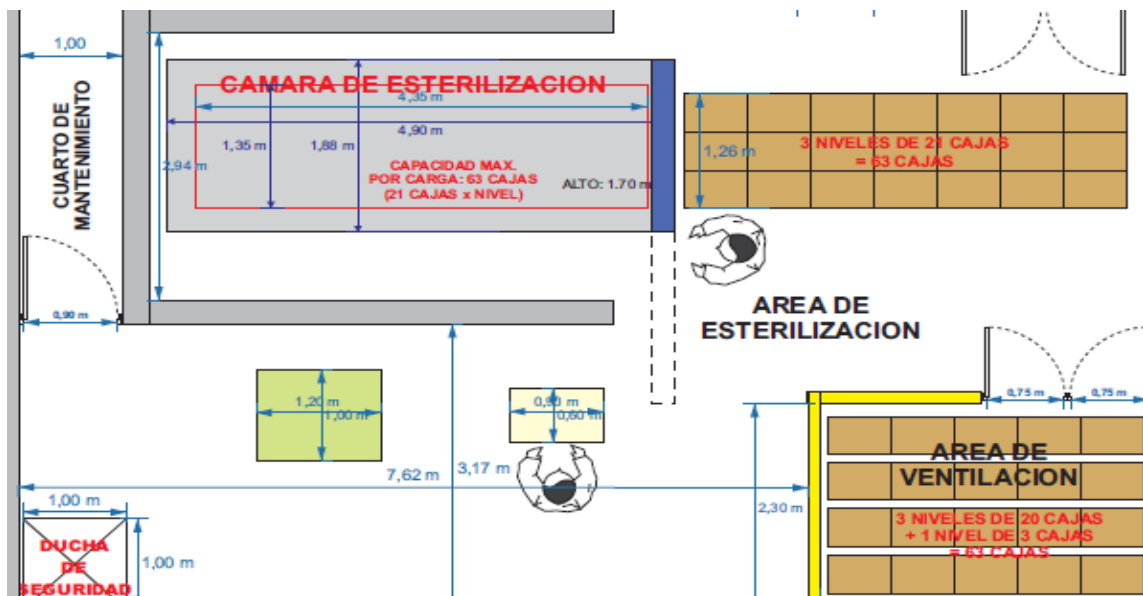 1,00
CUARTO DE
MANTENIMIENTO
2,94 m
0,90 m
CAMARA DE ESTERILIZACION
4,35 m
4,90 m
1,35 m
1,88 m
CAPACIDAD MAX.
POR CARGA: 63 CAJAS
(21 CAJAS x NIVEL)
ALTO: 1.70 m
1,26 m
3 NIVELES DE 21 CAJAS
= 63 CAJAS
AREA DE
ESTERILIZACION
1,20 m
1,00 m
0,60 m
7,62 m
3,17 m
2,30 m
0,75 m
0,75 m
AREA DE
VENTILACION
3 NIVELES DE 20 CAJAS
+ 1 NIVEL DE 3 CAJAS
= 63 CAJAS
1,00 m
DUCHA
DE
SEGURIDAD
1,00 m